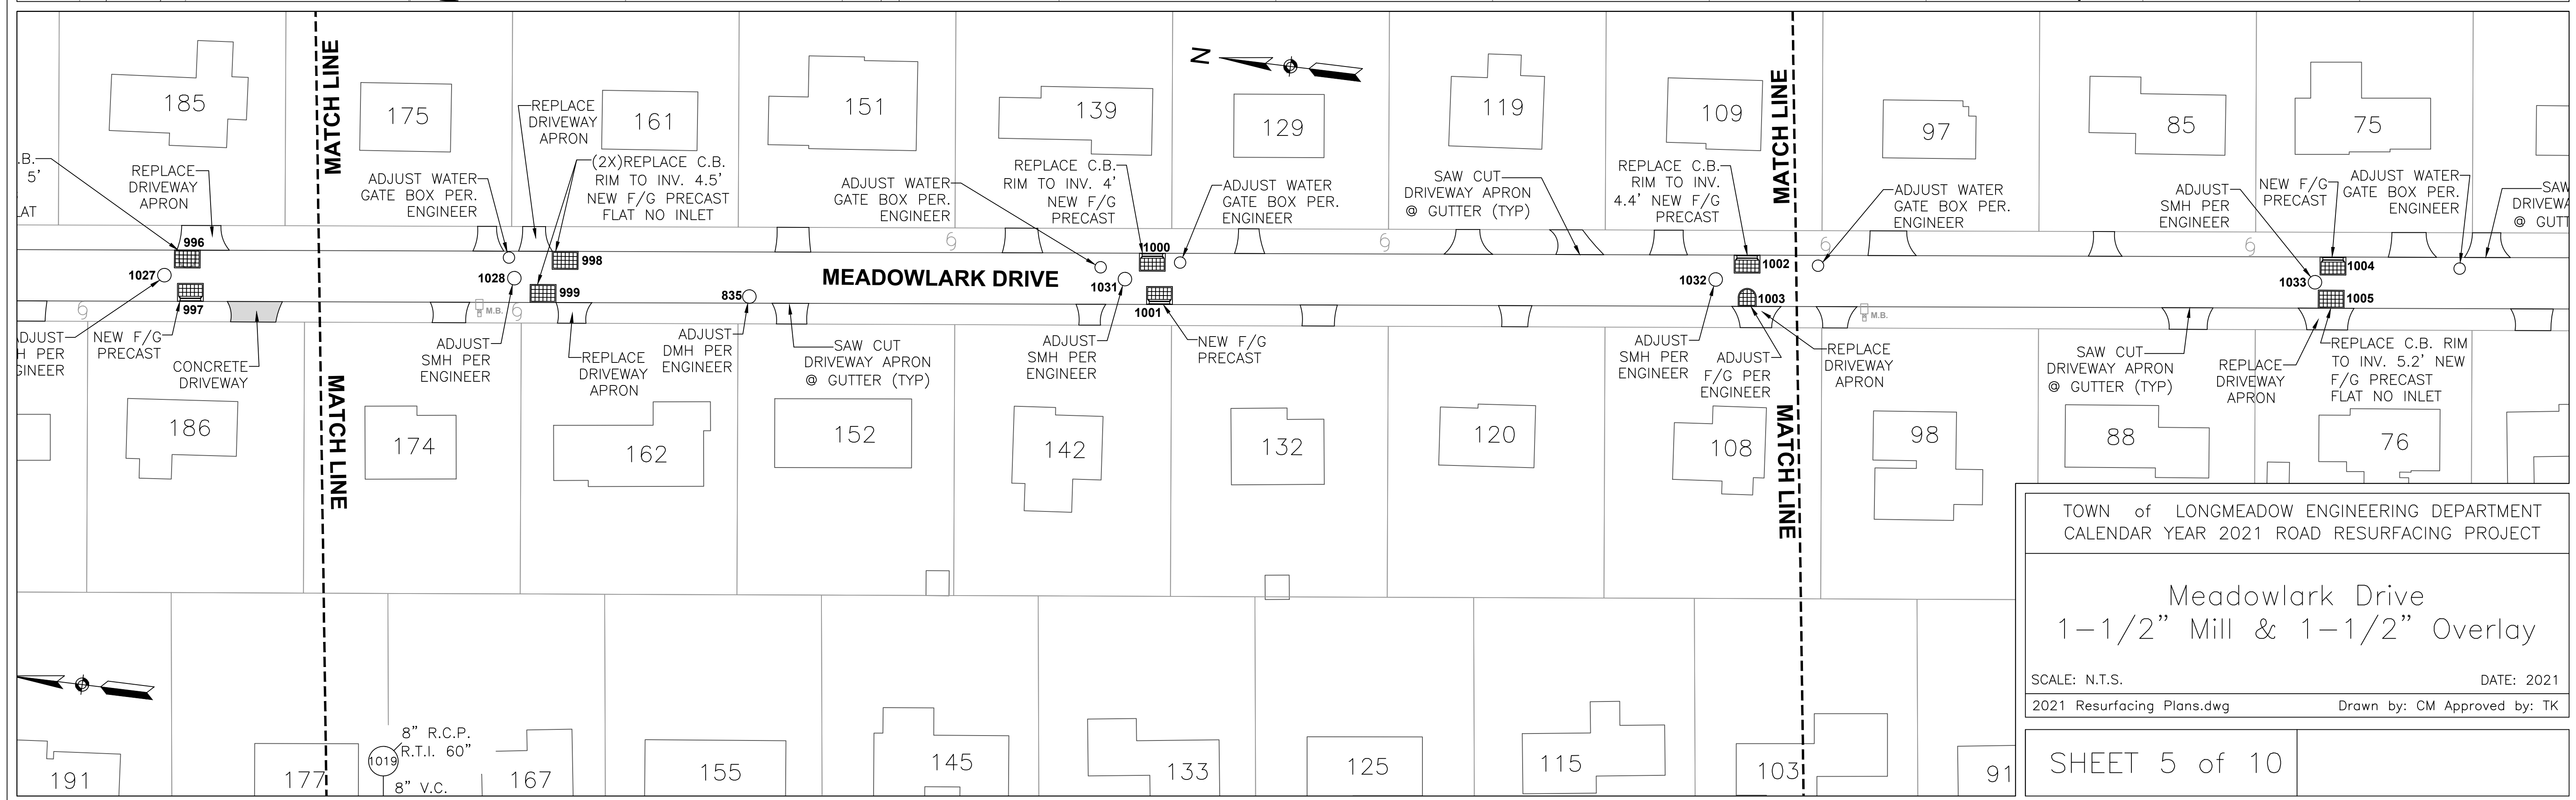 185
MATCH LINE
175
REPLACE
DRIVEWAY
APRON
161
151
139
N
129
119
109
MATCH LINE
97
85
75
.B.
5'
LAT
REPLACE
DRIVEWAY
APRON
ADJUST WATER
GATE BOX PER.
ENGINEER
(2X)REPLACE C.B.
RIM TO INV. 4.5'
NEW F/G PRECAST
FLAT NO INLET
ADJUST WATER
GATE BOX PER.
ENGINEER
REPLACE C.B.
RIM TO INV. 4'
NEW F/G
PRECAST
ADJUST WATER
GATE BOX PER.
ENGINEER
SAW CUT
DRIVEWAY APRON
@ GUTTER (TYP)
REPLACE C.B.
RIM TO INV.
4.4' NEW F/G
PRECAST
ADJUST WATER
GATE BOX PER.
ENGINEER
ADJUST
SMH PER
ENGINEER
NEW F/G
PRECAST
ADJUST WATER
GATE BOX PER.
ENGINEER
SAW
DRIVEWA
@ GUTT
996
1027
997
998
1028
999
835
MEADOWLARK DRIVE
1000
1031
1001
1002
1032
1003
1004
1033
1005
M.B.
M.B.
ADJUST
H PER
GINEER
NEW F/G
PRECAST
CONCRETE
DRIVEWAY
ADJUST
SMH PER
ENGINEER
REPLACE
DRIVEWAY
APRON
ADJUST
DMH PER
ENGINEER
SAW CUT
DRIVEWAY APRON
@ GUTTER (TYP)
ADJUST
SMH PER
ENGINEER
NEW F/G
PRECAST
ADJUST
SMH PER
ENGINEER
ADJUST
F/G PER
ENGINEER
REPLACE
DRIVEWAY
APRON
SAW CUT
DRIVEWAY APRON
@ GUTTER (TYP)
REPLACE
DRIVEWAY
APRON
REPLACE C.B. RIM
TO INV. 5.2' NEW
F/G PRECAST
FLAT NO INLET
186
MATCH LINE
174
162
152
142
132
120
108
MATCH LINE
98
88
76
TOWN of LONGMEADOW ENGINEERING DEPARTMENT
CALENDAR YEAR 2021 ROAD RESURFACING PROJECT
Meadowlark Drive
1-1/2" Mill & 1-1/2" Overlay
SCALE: N.T.S.
DATE: 2021
2021 Resurfacing Plans.dwg
Drawn by: CM Approved by: TK
SHEET 5 of 10
191
177
1019
8" R.C.P.
R.T.I. 60"
8" V.C.
167
155
145
133
125
115
103
91